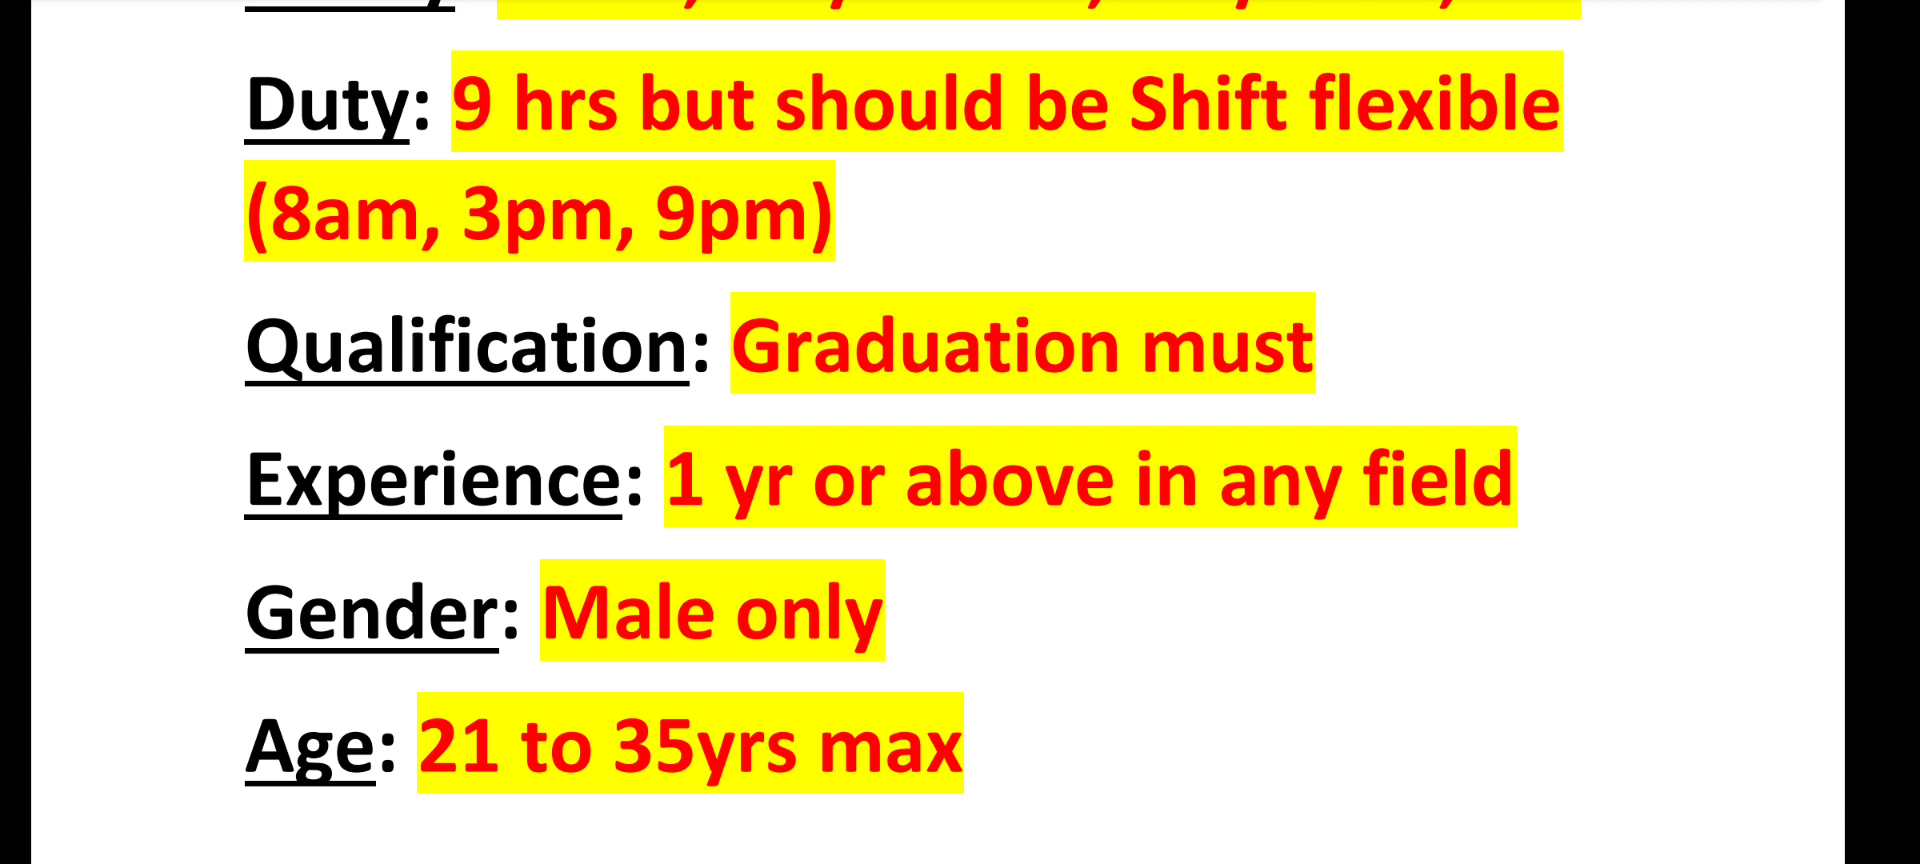 Duty: 9 hrs but should be Shift flexible
(8am, 3pm, 9pm)
Qualification: Graduation must
Experience: 1 yr or above in any field
Gender: Male only
Age: 21 to 35yrs max